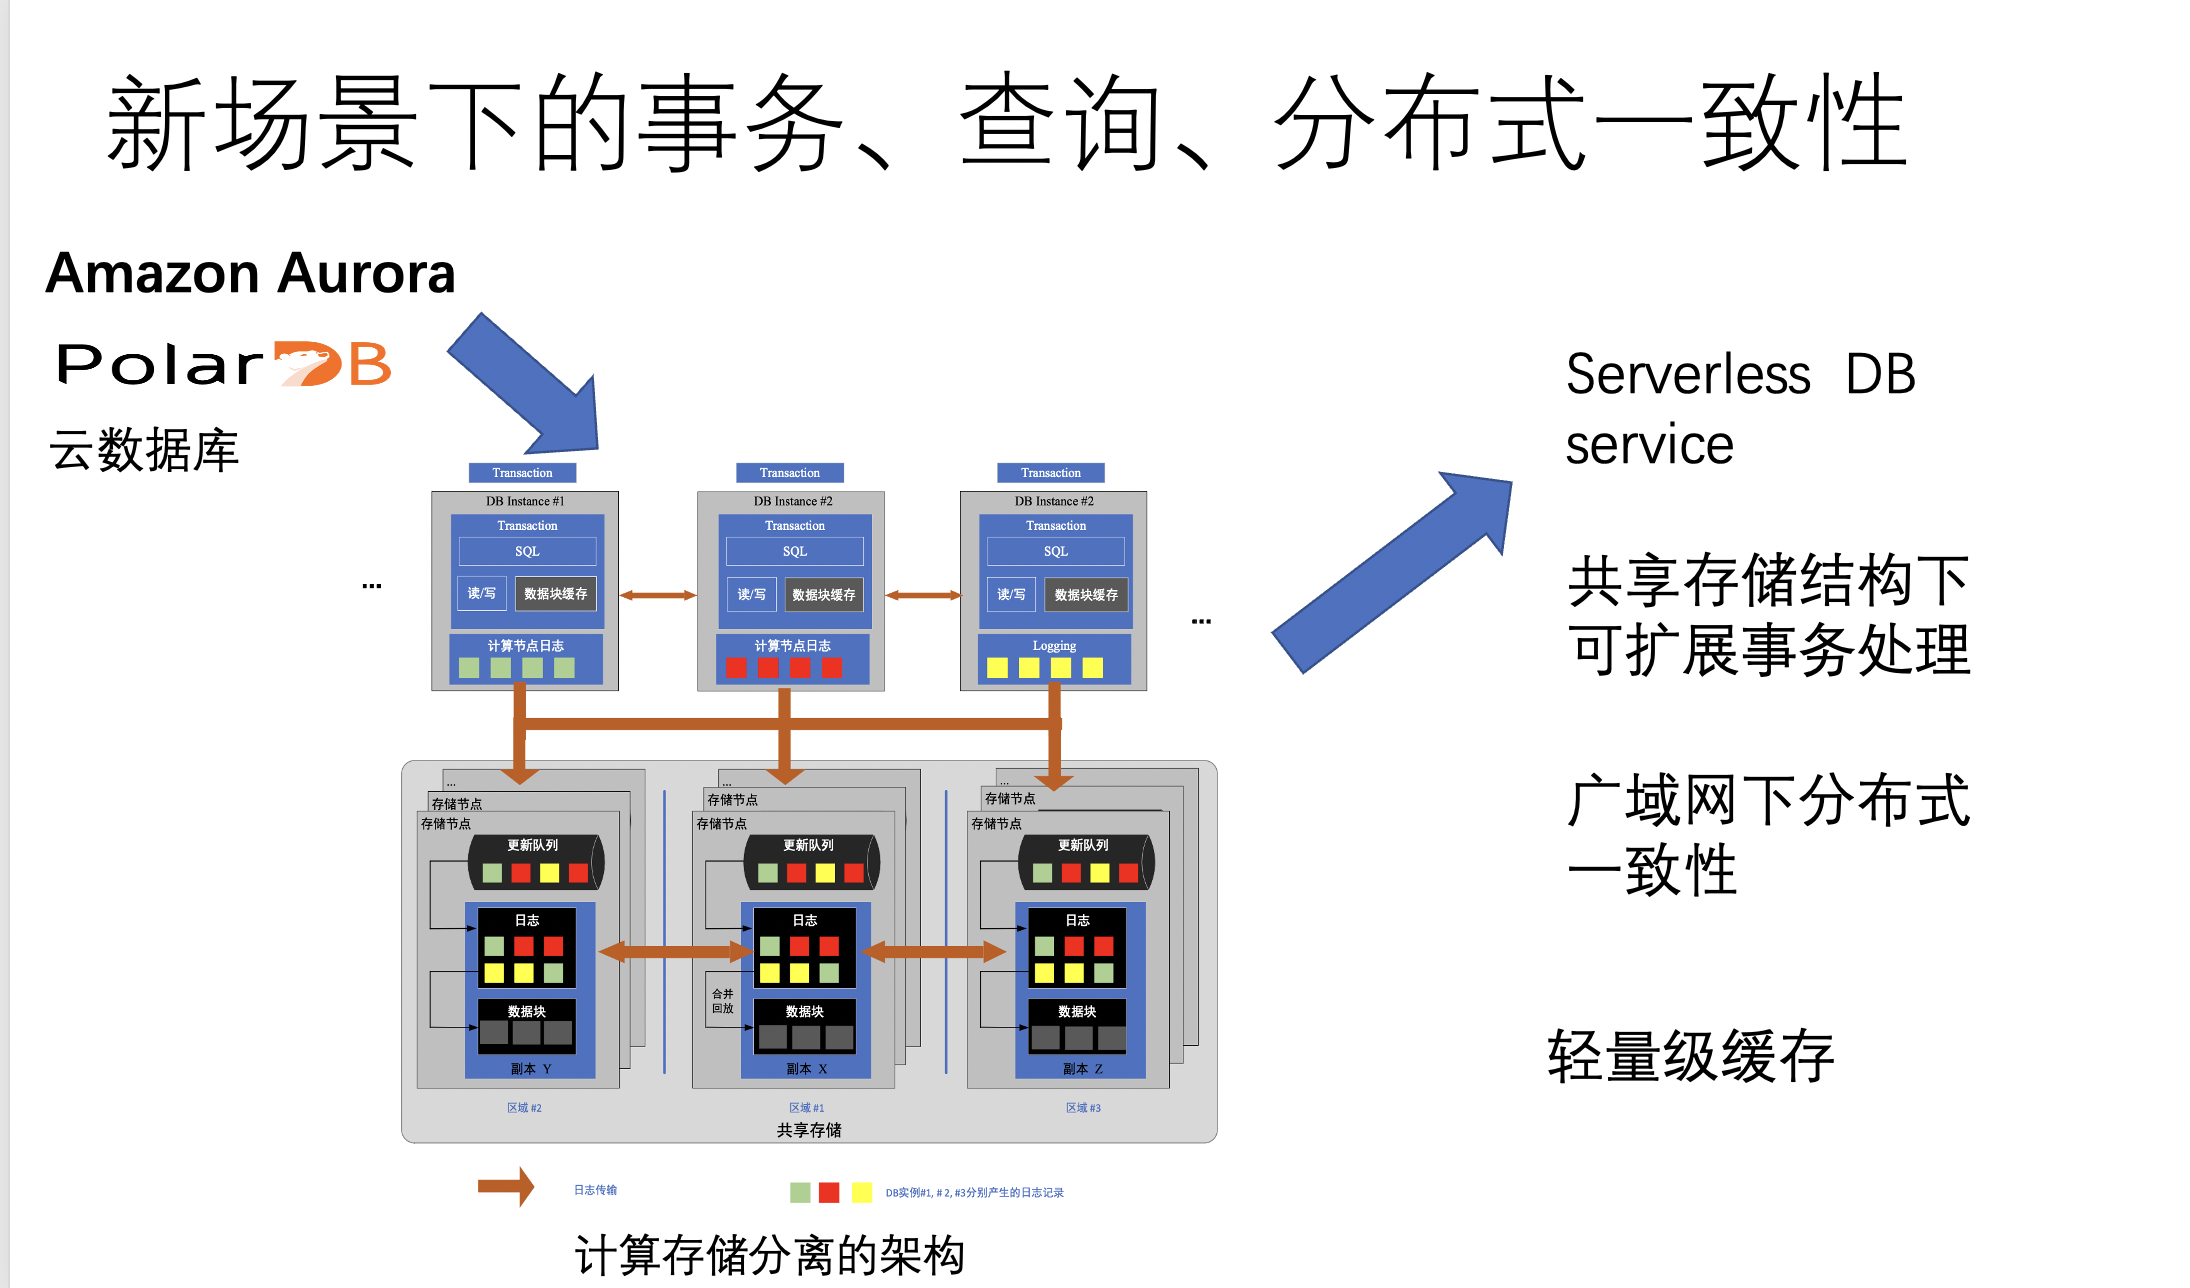 新场景下的事务、查询、分布式一致性
Amazon Aurora
PolarDB
云数据库
Transaction
DB Instance #1
Transaction
SQL
读/写
数据块缓存
计算节点日志
Transaction
DB Instance #2
Transaction
SQL
读/写
数据块缓存
计算节点日志
Transaction
DB Instance #2
Transaction
SQL
读/写
数据块缓存
Logging
...
...
...
存储节点
存储节点
更新队列
日志
数据块
副本 Y
区域 #2
...
存储节点
存储节点
更新队列
日志
合并
回放
数据块
副本 X
区域 #1
...
存储节点
存储节点
更新队列
日志
数据块
副本 Z
区域 #3
共享存储
日志传输
DB实例#1, # 2, #3分别产生的日志记录
计算存储分离的架构
Serverless DB
service
共享存储结构下
可扩展事务处理
广域网下分布式
一致性
轻量级缓存